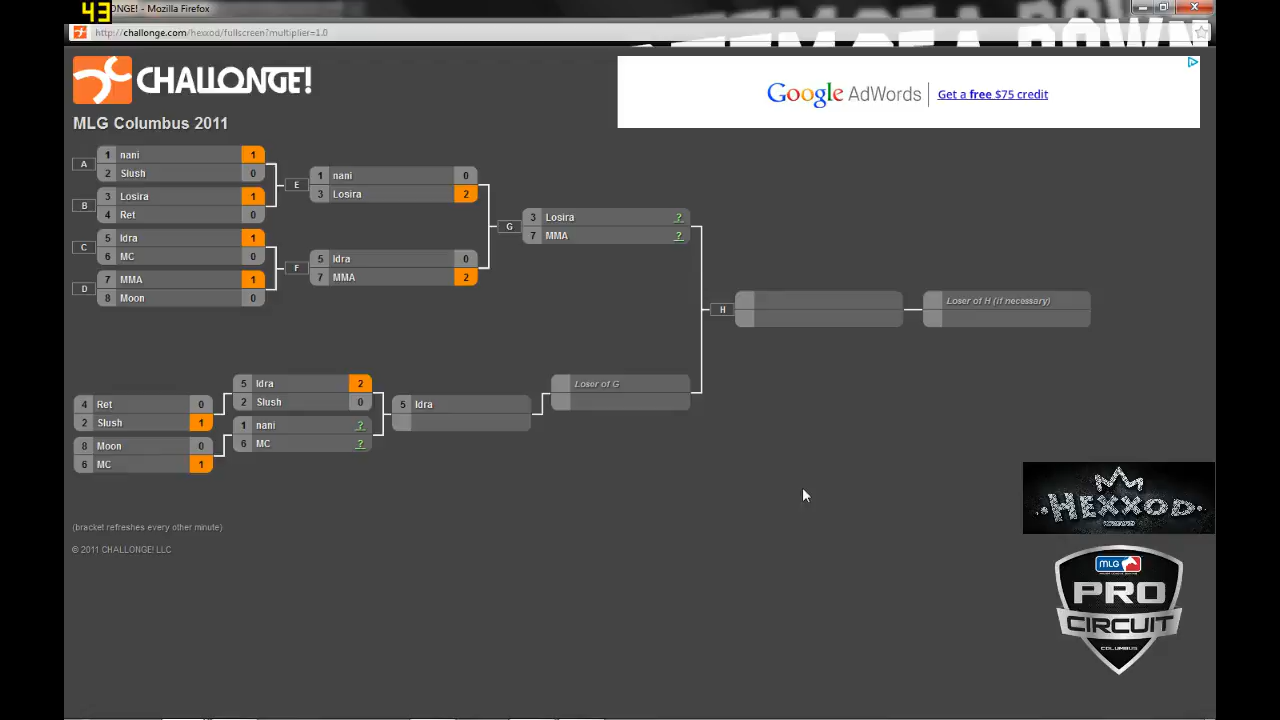 43
ONGE! - Mozilla Firefox
http://challonge.com/hexxod/fullscreen?multiplier=1.0
CHALLONGE!
Google AdWords
Get a free $75 credit
MLG Columbus 2011
A
1 nani 1
2 Slush 0
B
3 Losira 1
4 Ret 0
C
5 Idra 1
6 MC 0
D
7 MMA 1
8 Moon 0
E
1 nani 0
3 Losira 2
F
5 Idra 0
7 MMA 2
G
3 Losira ?
7 MMA ?
H
Loser of H (if necessary)
4 Ret 0
2 Slush 1
8 Moon 0
6 MC 1
5 Idra 2
2 Slush 0
1 nani ?
6 MC ?
5 Idra
Loser of G
(bracket refreshes every other minute)
© 2011 CHALLONGE! LLC
HEXXOD
MLG
PRO
CIRCUIT
COLUMBUS